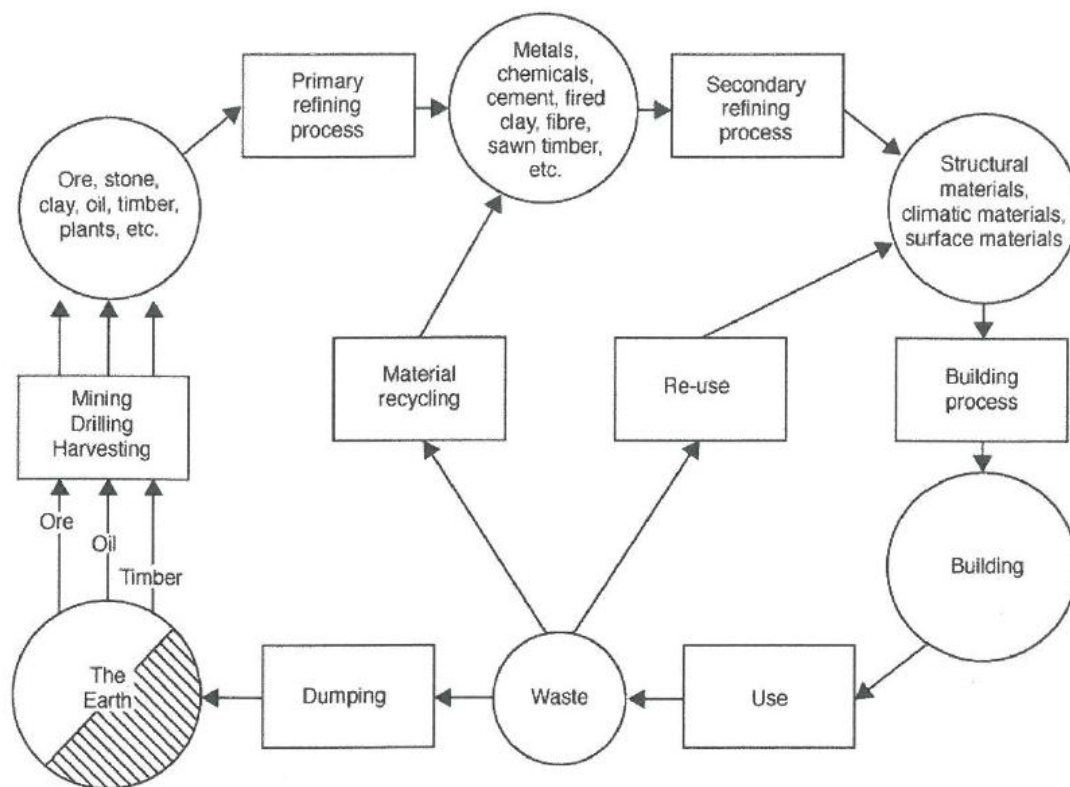 Primary
refining
process
Metals,
chemicals,
cement, fired
clay, fibre,
sawn timber,
etc.
Secondary
refining
process
Ore, stone,
clay, oil, timber,
plants, etc.
Structural
materials,
climatic materials,
surface materials
Mining
Drilling
Harvesting
Material
recycling
Re-use
Building
process
Ore
Oil
Timber
Building
The
Earth
Dumping
Waste
Use